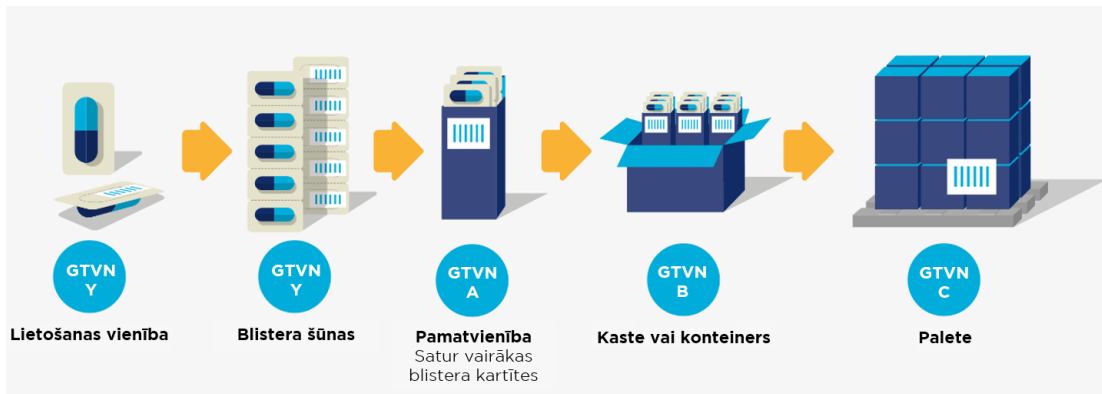 GTVN
Y
Lietošanas vienība
GTVN
Y
Blistera šūnas
GTVN
A
Pamatvienība
Satur vairākas
blistera kartītes
GTVN
B
Kaste vai konteiners
GTVN
C
Palete